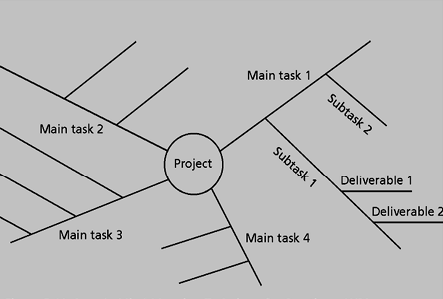 Main task 1
Subtask 2
Main task 2
Project
Subtask 1
Deliverable 1
Deliverable 2
Main task 3
Main task 4